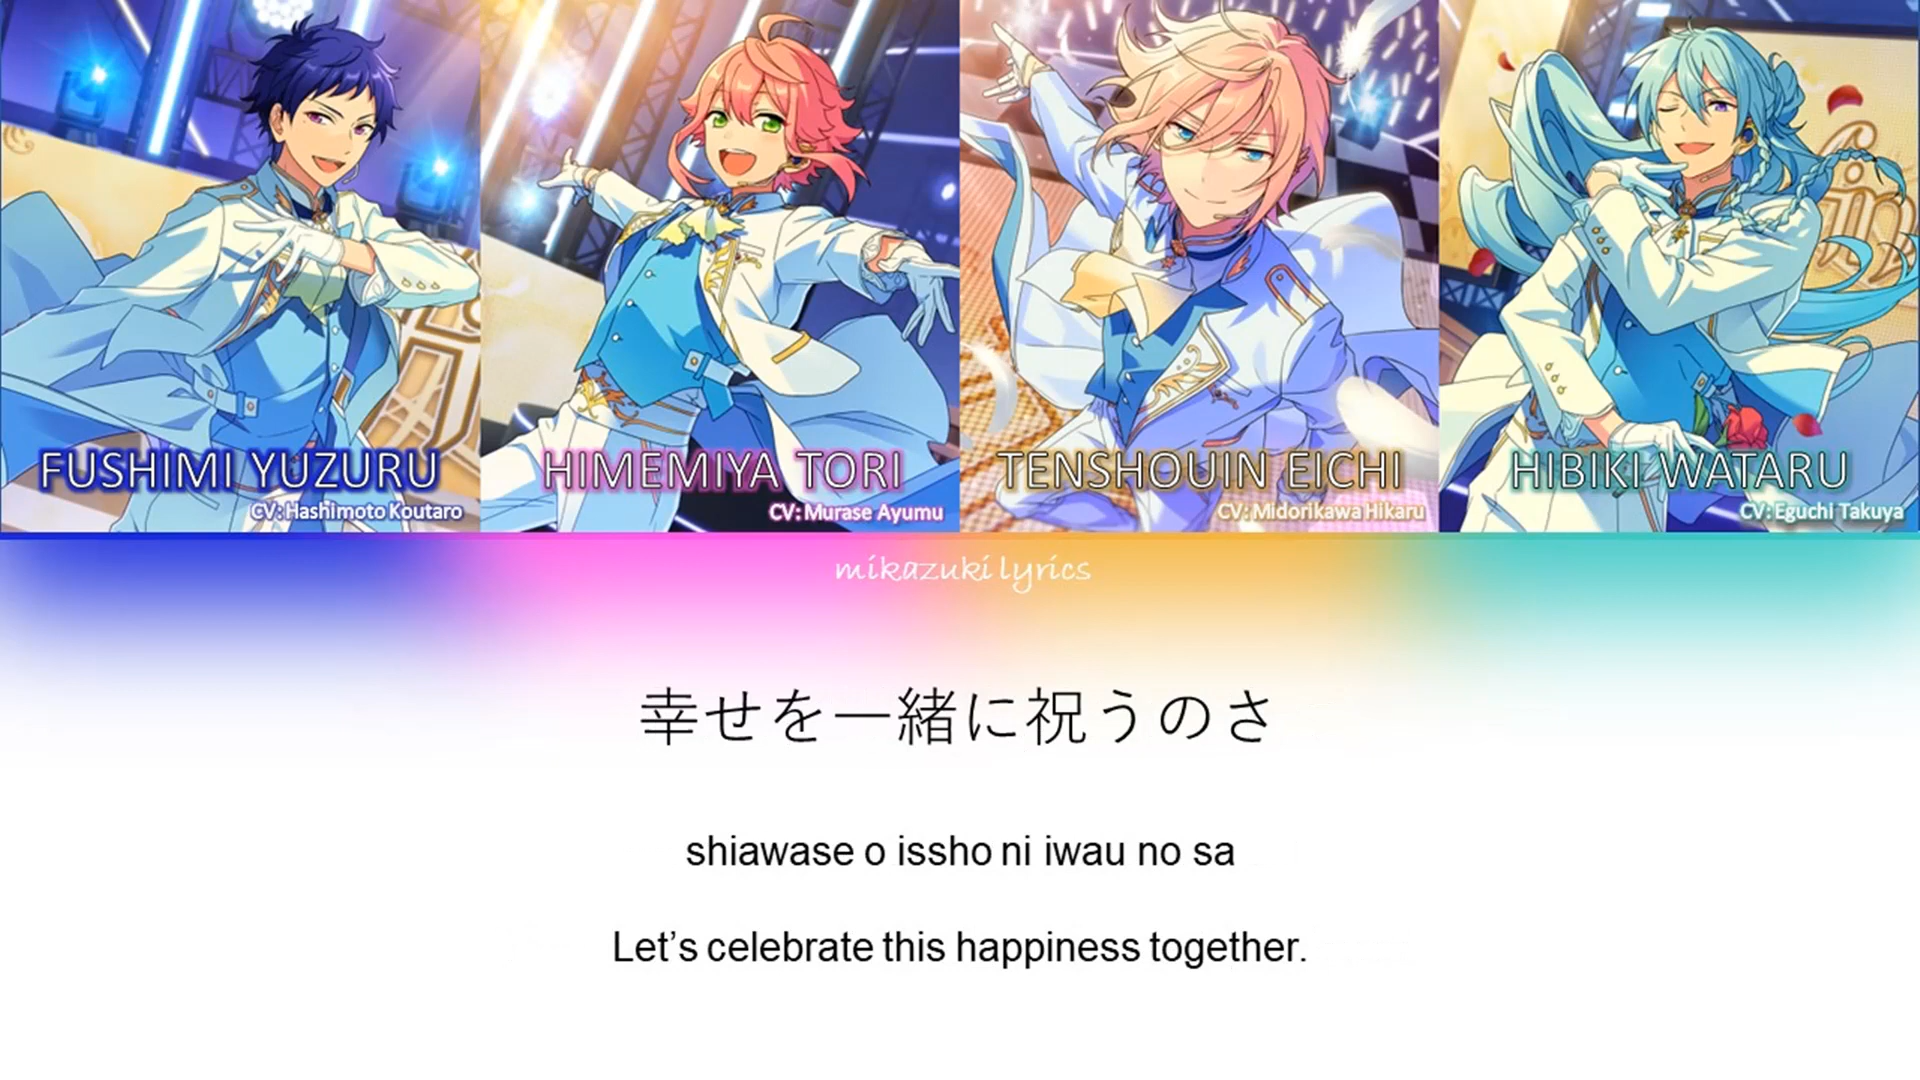 FUSHIMI YUZURU
CV: Hashimoto Koutaro
HIMEMIYA TORI
CV: Murase Ayumu
TENSHOUIN EICHI
CV: Midorikawa Hikaru
HIBIKI WATARU
CV: Eguchi Takuya
mikazuki lyrics
幸せを一緒に祝うのさ
shiawase o issho ni iwau no sa
Let’s celebrate this happiness together.